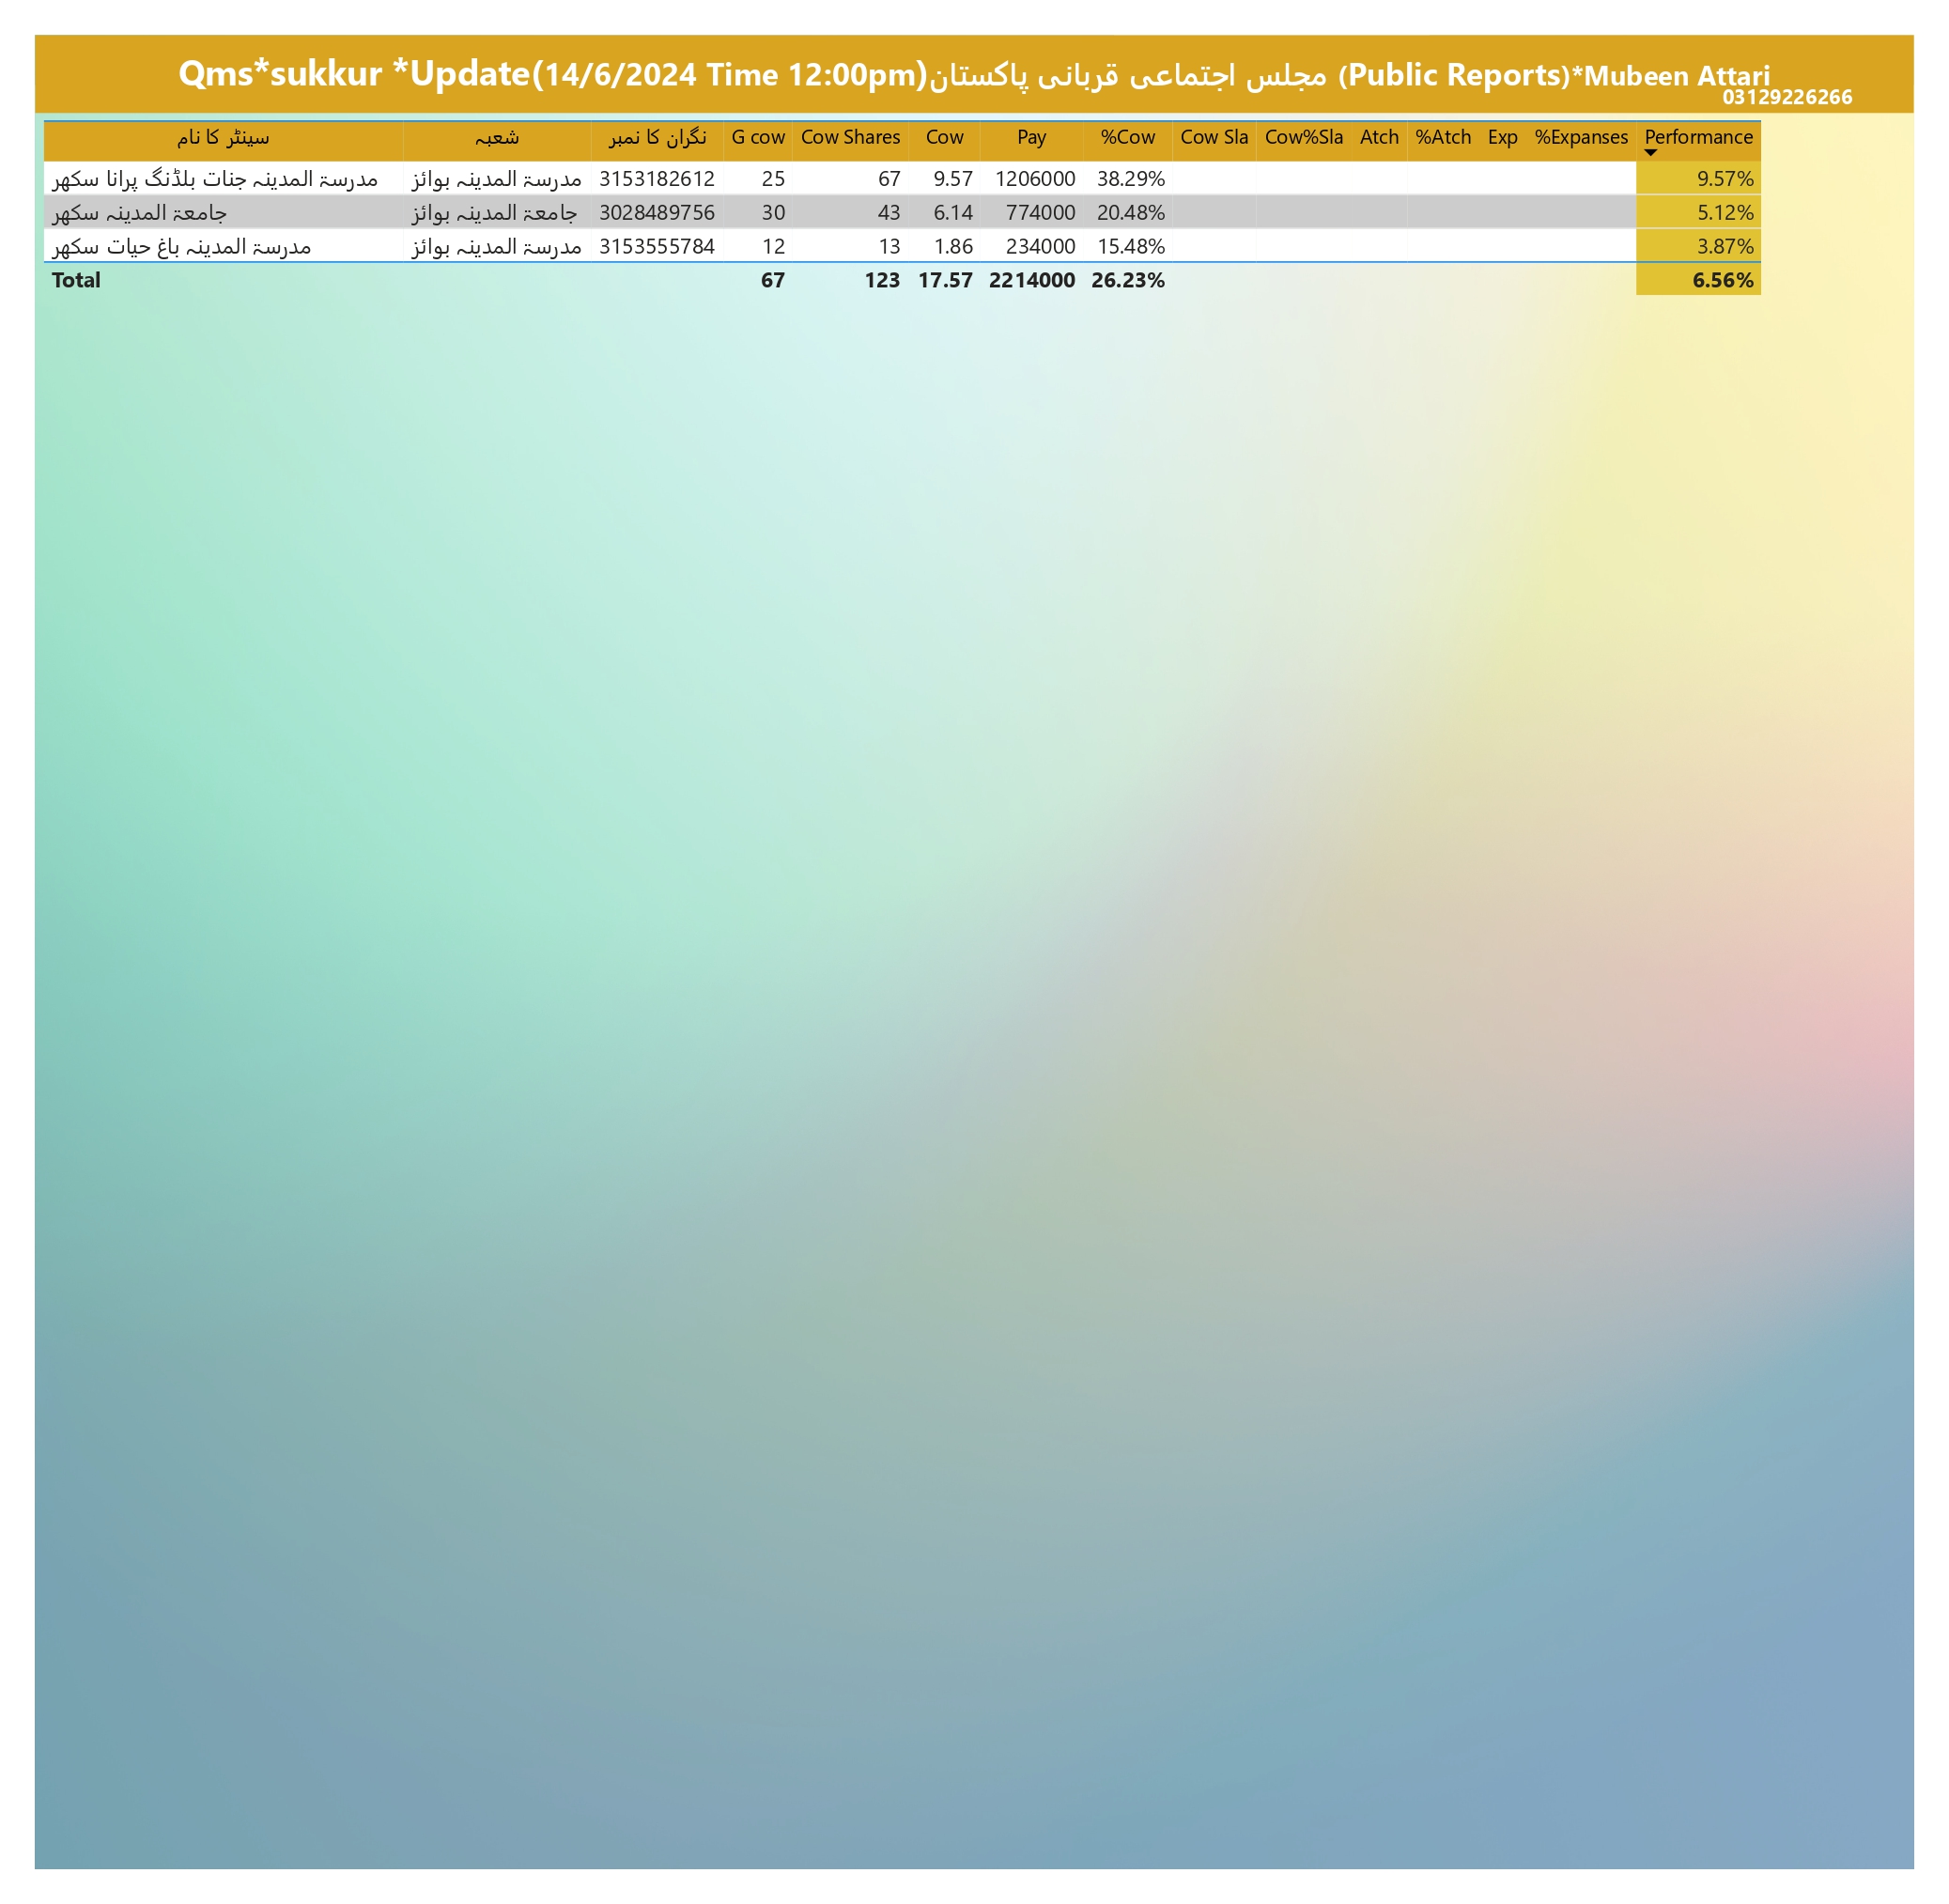 Qms*sukkur *Update(14/6/2024 Time 12:00pm)مجلس اجتماعی قربانی پاکستان (Public Reports)*Mubeen Attari
03129226266
سینٹر کا نام شعبہ نگران کا نمبر G cow Cow Shares Cow Pay %Cow Cow Sla Cow%Sla Atch %Atch Exp %Expanses Performance
مدرسۃ المدینہ جنات بلڈنگ پرانا سکھر مدرسۃ المدینہ بوائز 3153182612 25 67 9.57 1206000 38.29% 9.57%
جامعۃ المدینہ سکھر جامعۃ المدینہ بوائز 3028489756 30 43 6.14 774000 20.48% 5.12%
مدرسۃ المدینہ باغ حیات سکھر مدرسۃ المدینہ بوائز 3153555784 12 13 1.86 234000 15.48% 3.87%
Total 67 123 17.57 2214000 26.23% 6.56%